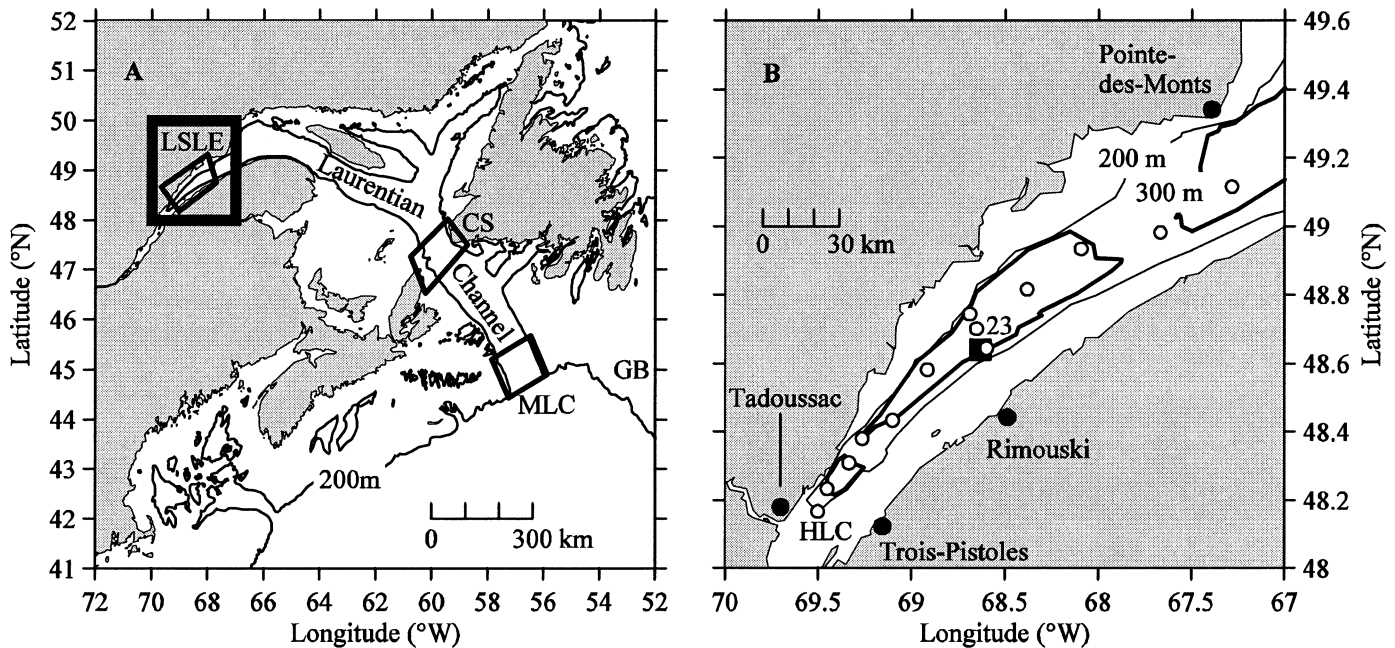 A
LSLE
Laurentian
CS
Channel
GB
MLC
200m
0 300 km
52
51
50
49
48
47
46
45
44
43
42
41
Latitude (°N)
72 70 68 66 64 62 60 58 56 54 52
Longitude (°W)
B
Pointe-
des-Monts
200 m
300 m
0 30 km
23
Tadoussac
Rimouski
HLC
Trois-Pistoles
49.6
49.4
49.2
49
48.8
48.6
48.4
48.2
48
Latitude (°N)
70 69.5 69 68.5 68 67.5 67
Longitude (°W)